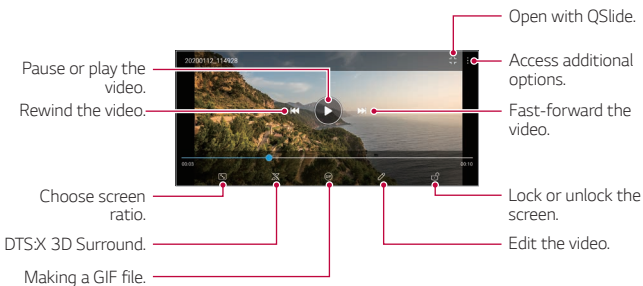 Open with QSlide.
20200112_114928
Pause or play the
video.
Access additional
options.
Rewind the video.
Fast-forward the
video.
00:05
00:10
GIF
Choose screen
ratio.
Lock or unlock the
screen.
DTS:X 3D Surround.
Edit the video.
Making a GIF file.